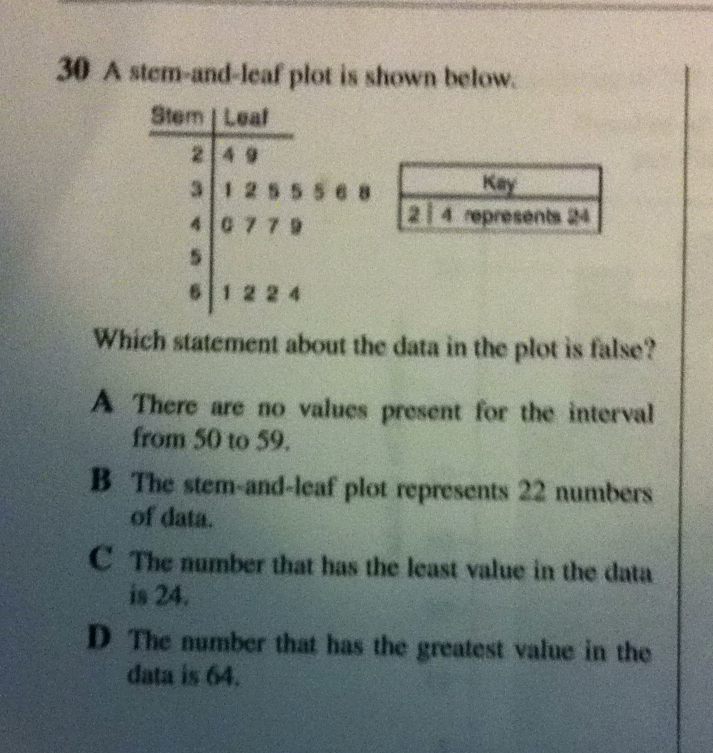 30 A stem-and-leaf plot is shown below.
Stem | Leaf
2 | 4 9
3 | 1 2 5 5 5 6 8
4 | 0 7 7 9
5 |
6 | 1 2 2 4
Key
2 | 4 represents 24
Which statement about the data in the plot is false?
A There are no values present for the interval
from 50 to 59.
B The stem-and-leaf plot represents 22 numbers
of data.
C The number that has the least value in the data
is 24.
D The number that has the greatest value in the
data is 64.